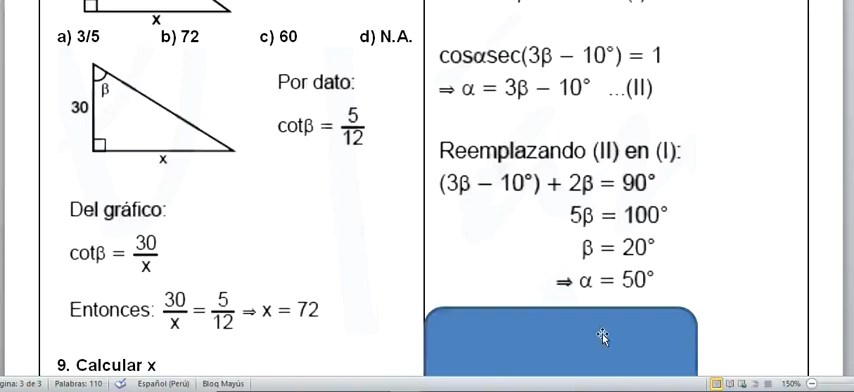 x
a) 3/5 b) 72 c) 60 d) N.A.
β
30
x
Por dato:
cotβ = 5/12
Del gráfico:
cotβ = 30/x
Entonces: 30/x = 5/12 ⇒ x = 72
9. Calcular x
cosαsec(3β − 10°) = 1
⇒ α = 3β − 10° ...(II)
Reemplazando (II) en (I):
(3β − 10°) + 2β = 90°
5β = 100°
β = 20°
⇒ α = 50°
gina: 3 de 3 Palabras: 110 Español (Perú) Bloq Mayús 150%